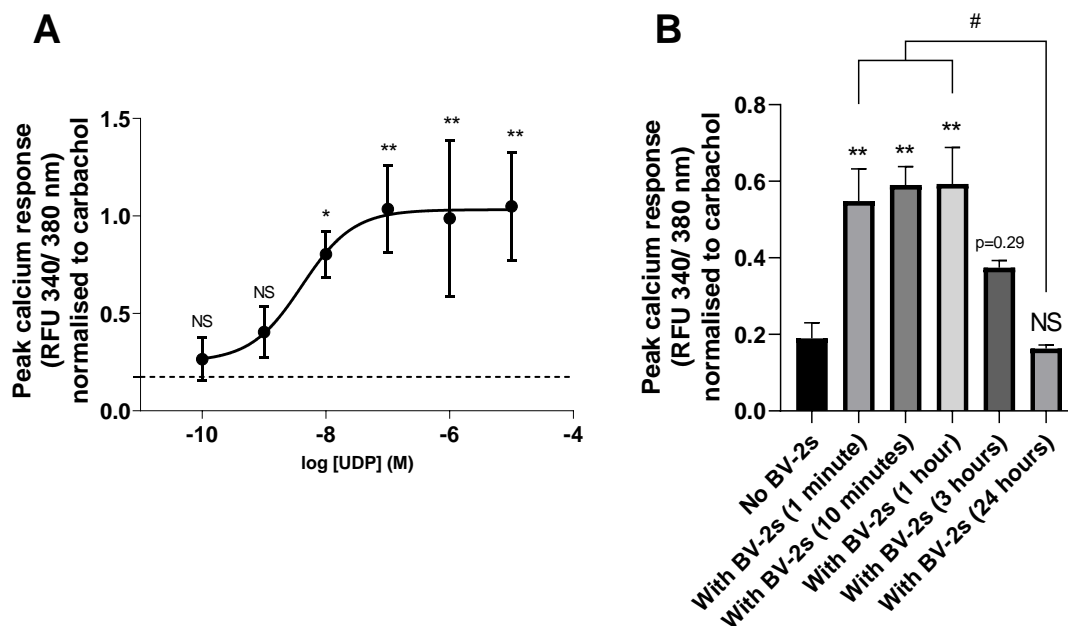 A
Peak calcium response
(RFU 340/ 380 nm)
normalised to carbachol
1.5
1.0
0.5
0.0
NS
NS
*
**
**
**
-10
-8
-6
-4
log [UDP] (M)
B
#
Peak calcium response
(RFU 340/ 380 nm)
normalised to carbachol
0.8
0.6
0.4
0.2
0.0
**
**
**
p=0.29
NS
No BV-2s
With BV-2s (1 minute)
With BV-2s (10 minutes)
With BV-2s (1 hour)
With BV-2s (3 hours)
With BV-2s (24 hours)